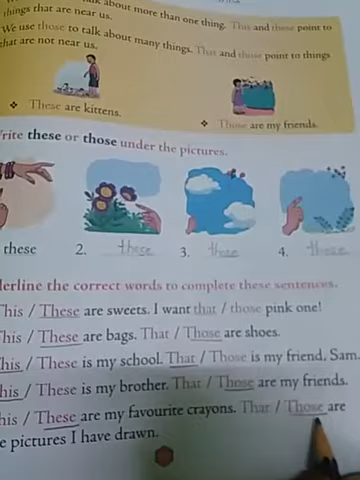 talk about more than one thing. This and these point to
things that are near us.
We use those to talk about many things. That and those point to things
that are not near us.
❖ These are kittens.
❖ Those are my friends.
Write these or those under the pictures.
these 2. these 3. those 4. those
derline the correct words to complete these sentences.
This / These are sweets. I want that / those pink one!
This / These are bags. That / Those are shoes.
This / These is my school. That / Those is my friend, Sam.
This / These is my brother. That / Those are my friends.
This / These are my favourite crayons. That / Those are
e pictures I have drawn.